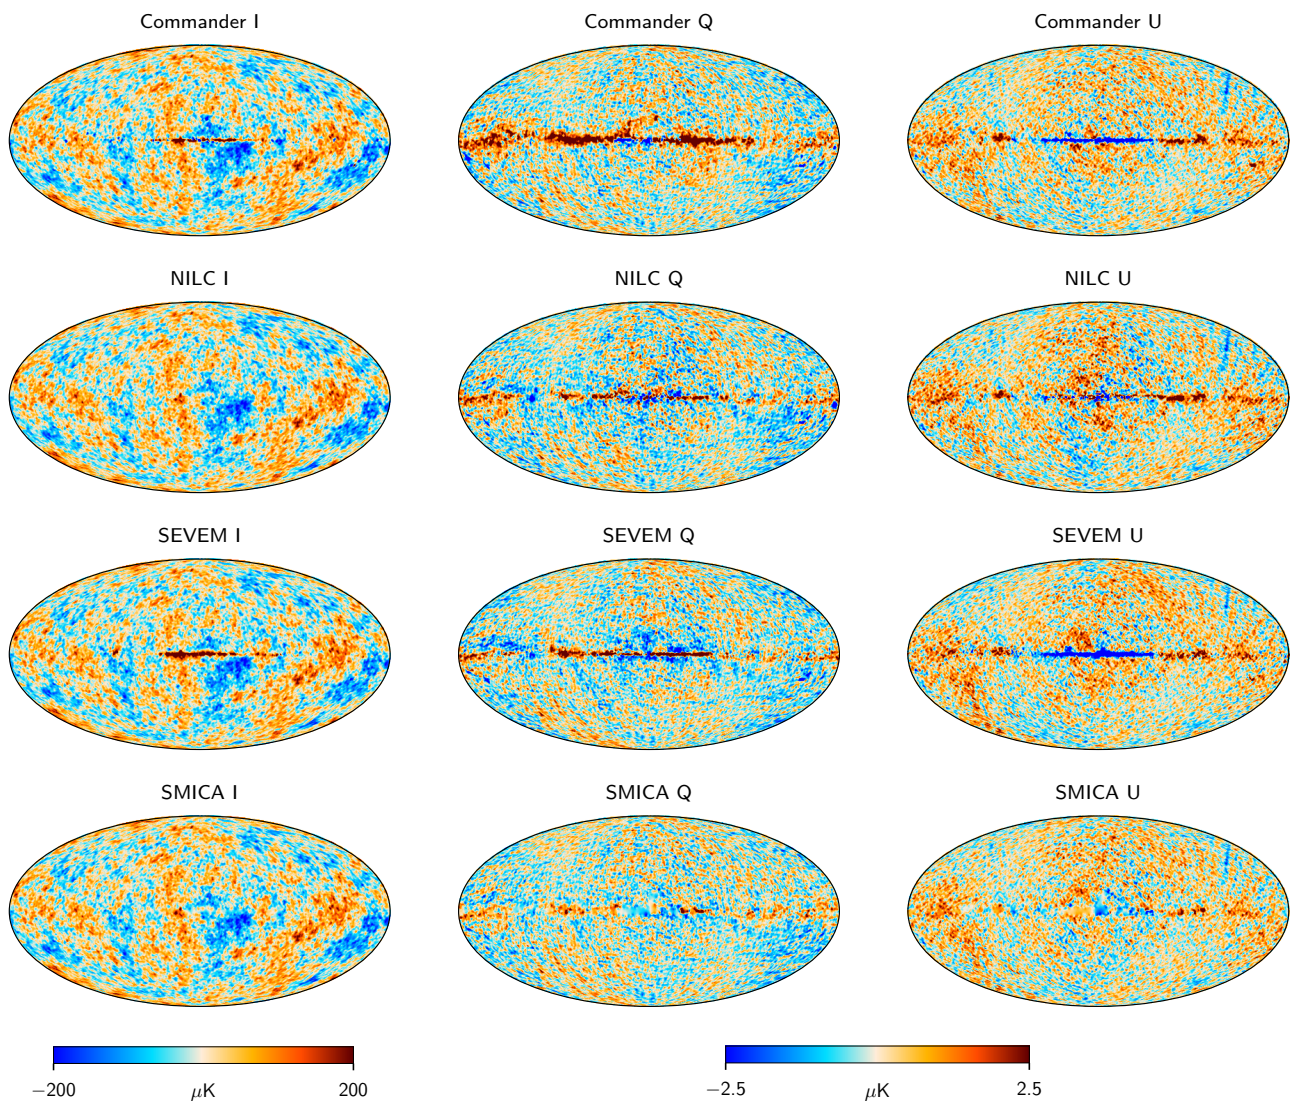 Commander I
Commander Q
Commander U
NILC I
NILC Q
NILC U
SEVEM I
SEVEM Q
SEVEM U
SMICA I
SMICA Q
SMICA U
−200 μK 200
−2.5 μK 2.5